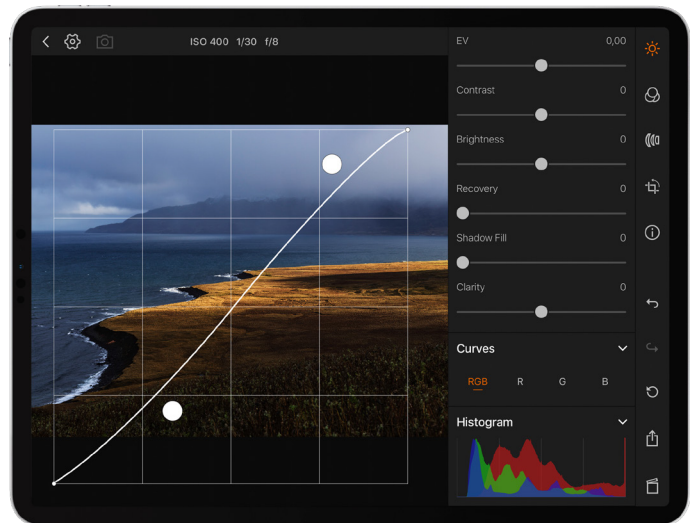 ISO 400 1/30 f/8
EV 0,00
Contrast 0
Brightness 0
Recovery 0
Shadow Fill 0
Clarity 0
Curves
RGB R G B
Histogram